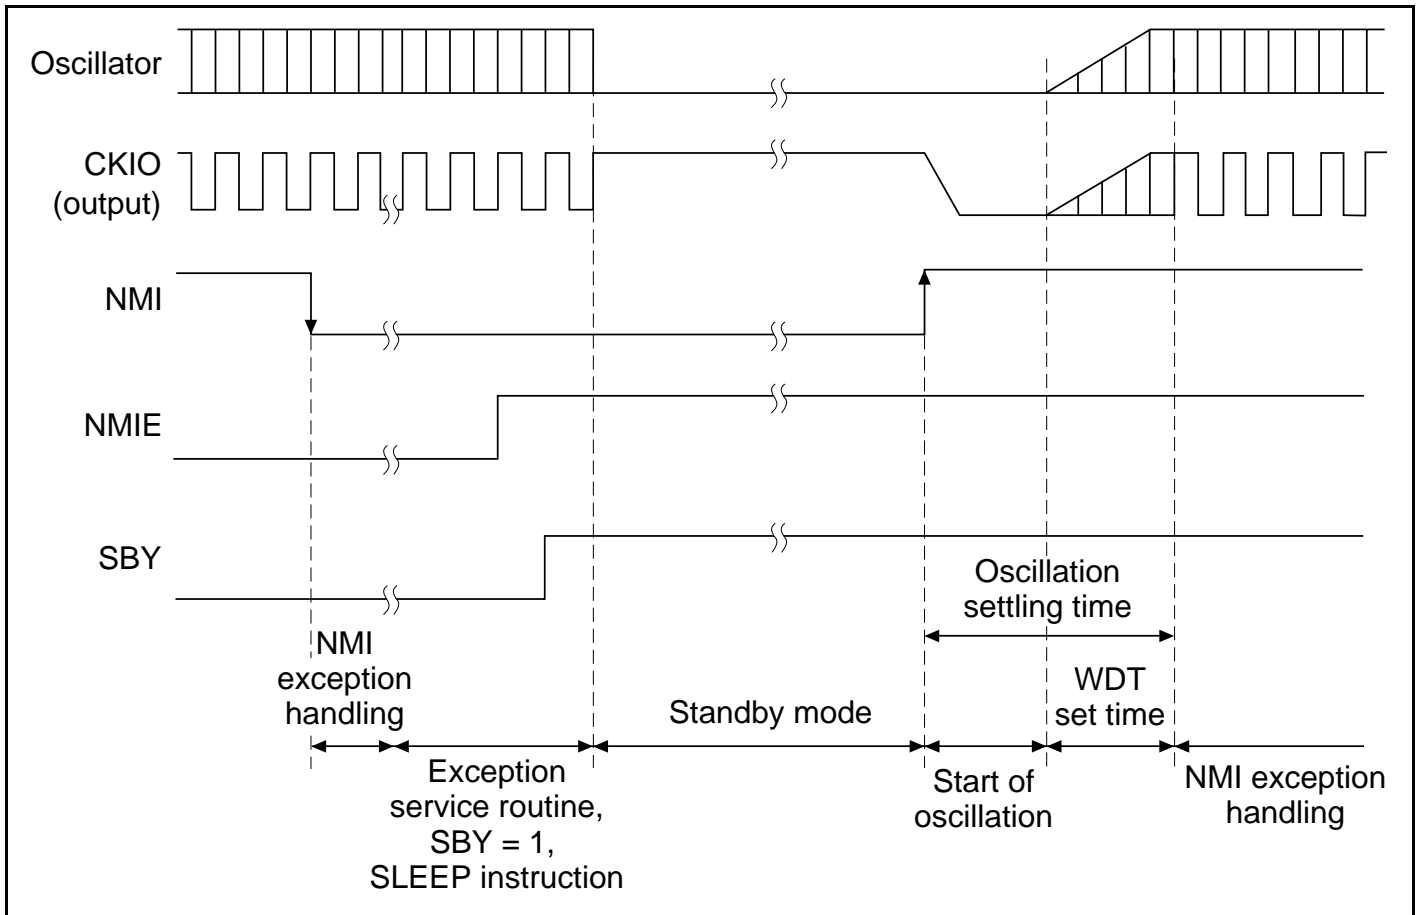 Oscillator
CKIO
(output)
NMI
NMIE
SBY
Oscillation
settling time
NMI
exception
handling
Standby mode
WDT
set time
Exception
service routine,
SBY = 1,
SLEEP instruction
Start of
oscillation
NMI exception
handling